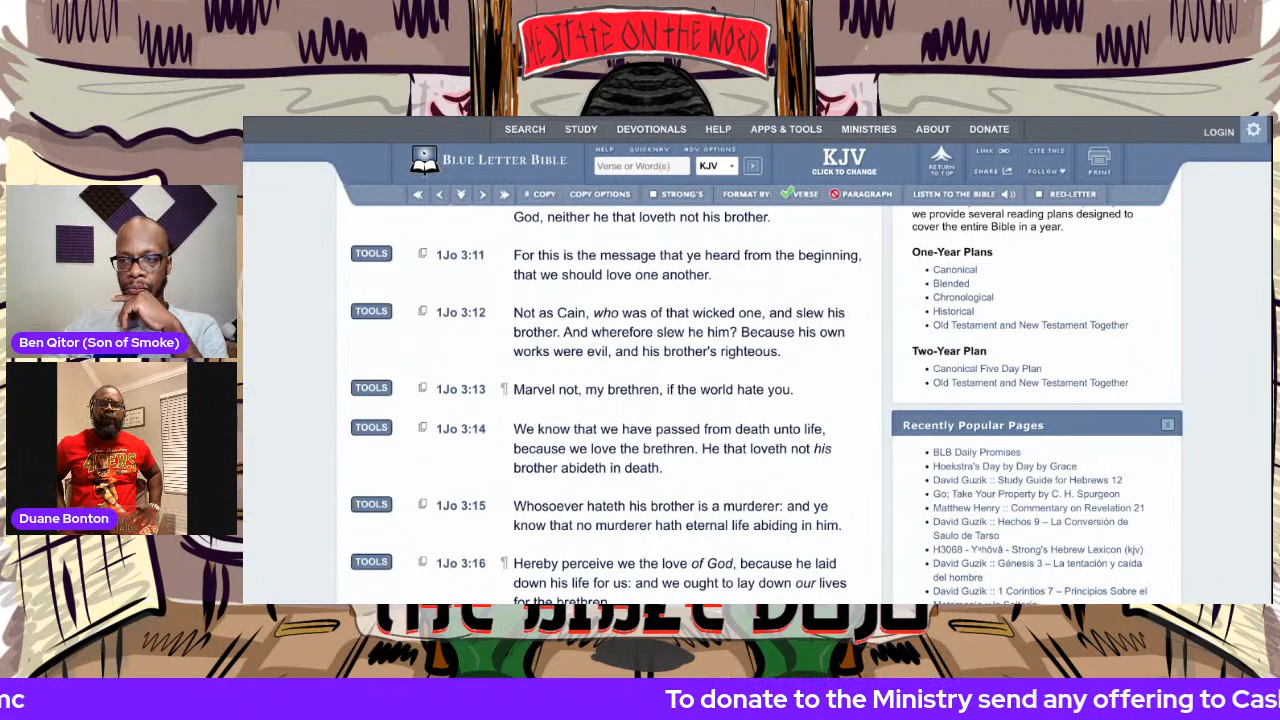 MEDITATE ON THE WORD
SEARCH STUDY DEVOTIONALS HELP APPS & TOOLS MINISTRIES ABOUT DONATE LOGIN
BLUE LETTER BIBLE
HELP QUICKNAV ADV. OPTIONS
Verse or Word(s) KJV
KJV
CLICK TO CHANGE
RETURN
TO TOP
LINK CITE THIS
SHARE FOLLOW
PRINT
COPY COPY OPTIONS STRONG'S FORMAT BY: VERSE PARAGRAPH LISTEN TO THE BIBLE RED-LETTER
God, neither he that loveth not his brother.
TOOLS 1Jo 3:11 For this is the message that ye heard from the beginning,
that we should love one another.
TOOLS 1Jo 3:12 Not as Cain, who was of that wicked one, and slew his
brother. And wherefore slew he him? Because his own
works were evil, and his brother's righteous.
TOOLS 1Jo 3:13 ¶ Marvel not, my brethren, if the world hate you.
TOOLS 1Jo 3:14 We know that we have passed from death unto life,
because we love the brethren. He that loveth not his
brother abideth in death.
TOOLS 1Jo 3:15 Whosoever hateth his brother is a murderer: and ye
know that no murderer hath eternal life abiding in him.
TOOLS 1Jo 3:16 ¶ Hereby perceive we the love of God, because he laid
down his life for us: and we ought to lay down our lives
for the brethren.
we provide several reading plans designed to
cover the entire Bible in a year.
One-Year Plans
Canonical
Blended
Chronological
Historical
Old Testament and New Testament Together
Two-Year Plan
Canonical Five Day Plan
Old Testament and New Testament Together
Recently Popular Pages x
BLB Daily Promises
Hoekstra's Day by Day by Grace
David Guzik :: Study Guide for Hebrews 12
Go; Take Your Property by C. H. Spurgeon
Matthew Henry :: Commentary on Revelation 21
David Guzik :: Hechos 9 – La Conversión de
Saulo de Tarso
H3068 - Yᵊhōvâ - Strong's Hebrew Lexicon (kjv)
David Guzik :: Génesis 3 – La tentación y caída
del hombre
David Guzik :: 1 Corintios 7 – Principios Sobre el
Ben Qitor (Son of Smoke)
49ERS
Duane Bonton
THE BIBLE DOJO
mc To donate to the Ministry send any offering to Cas